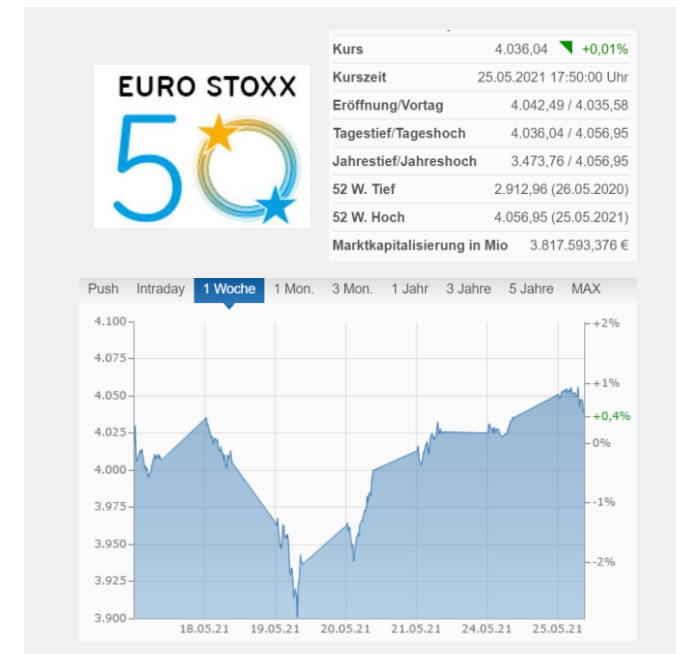 EURO STOXX
50
Kurs 4.036,04 +0,01%
Kurszeit 25.05.2021 17:50:00 Uhr
Eröffnung/Vortag 4.042,49 / 4.035,58
Tagestief/Tageshoch 4.036,04 / 4.056,95
Jahrestief/Jahreshoch 3.473,76 / 4.056,95
52 W. Tief 2.912,96 (26.05.2020)
52 W. Hoch 4.056,95 (25.05.2021)
Marktkapitalisierung in Mio 3.817.593,376 €
Push Intraday 1 Woche 1 Mon. 3 Mon. 1 Jahr 3 Jahre 5 Jahre MAX
4.100
4.075
4.050
4.025
4.000
3.975
3.950
3.925
3.900
+2%
+1%
+0,4%
0%
-1%
-2%
18.05.21 19.05.21 20.05.21 21.05.21 24.05.21 25.05.21